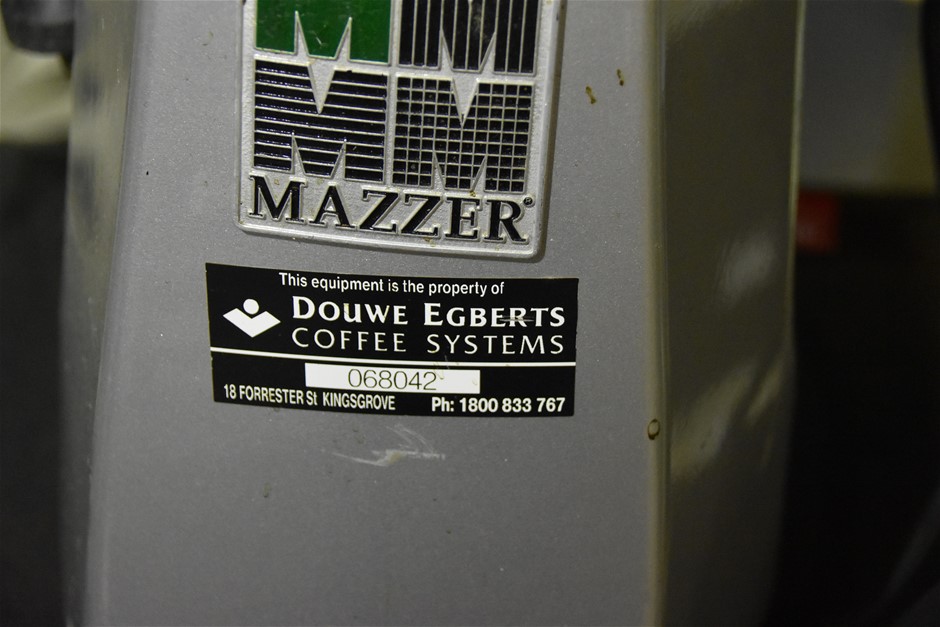 MAZZER®
This equipment is the property of
DOUWE EGBERTS
COFFEE SYSTEMS
068042
18 FORRESTER St KINGSGROVE Ph: 1800 833 767